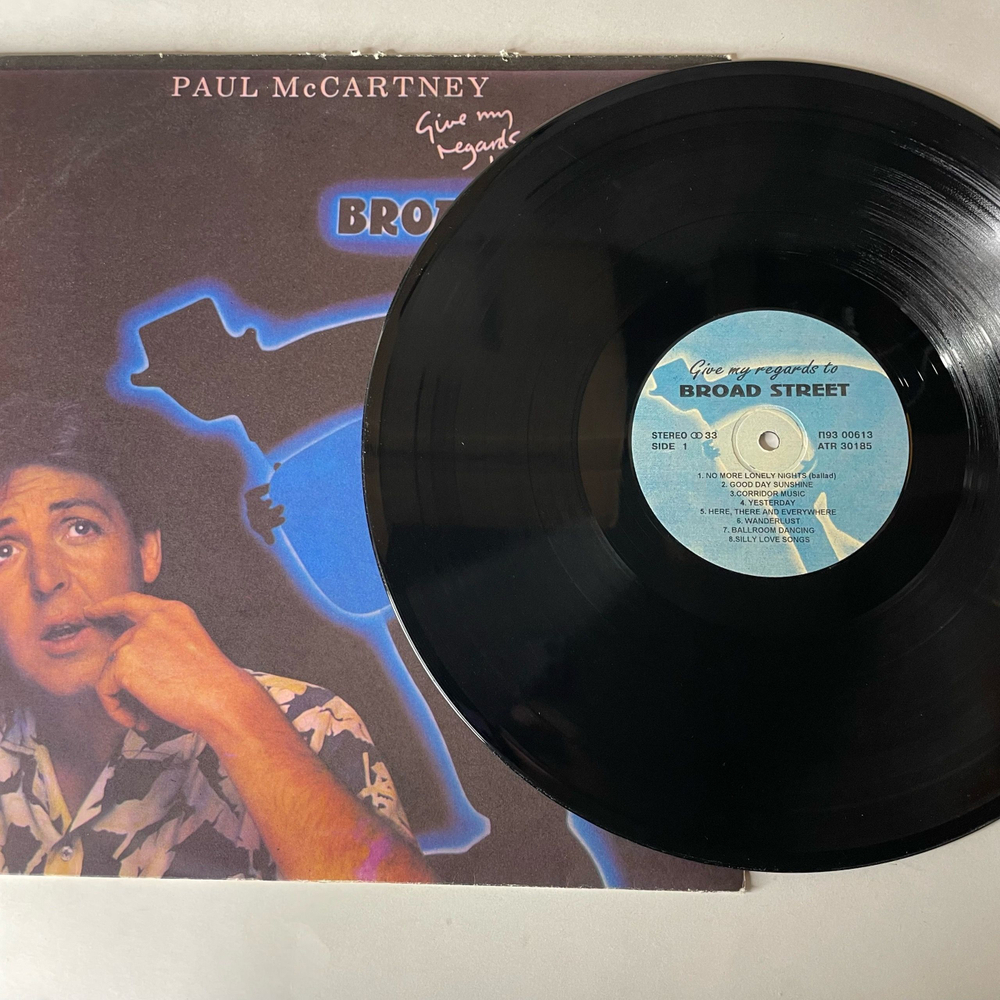 PAUL McCARTNEY
Give my
regards
Give my regards to
BROAD STREET
STEREO 33
SIDE 1
П93 00613
ATR 30185
1. NO MORE LONELY NIGHTS (ballad)
2. GOOD DAY SUNSHINE
3.CORRIDOR MUSIC
4. YESTERDAY
5. HERE, THERE AND EVERYWHERE
6. WANDERLUST
7. BALLROOM DANCING
8.SILLY LOVE SONGS